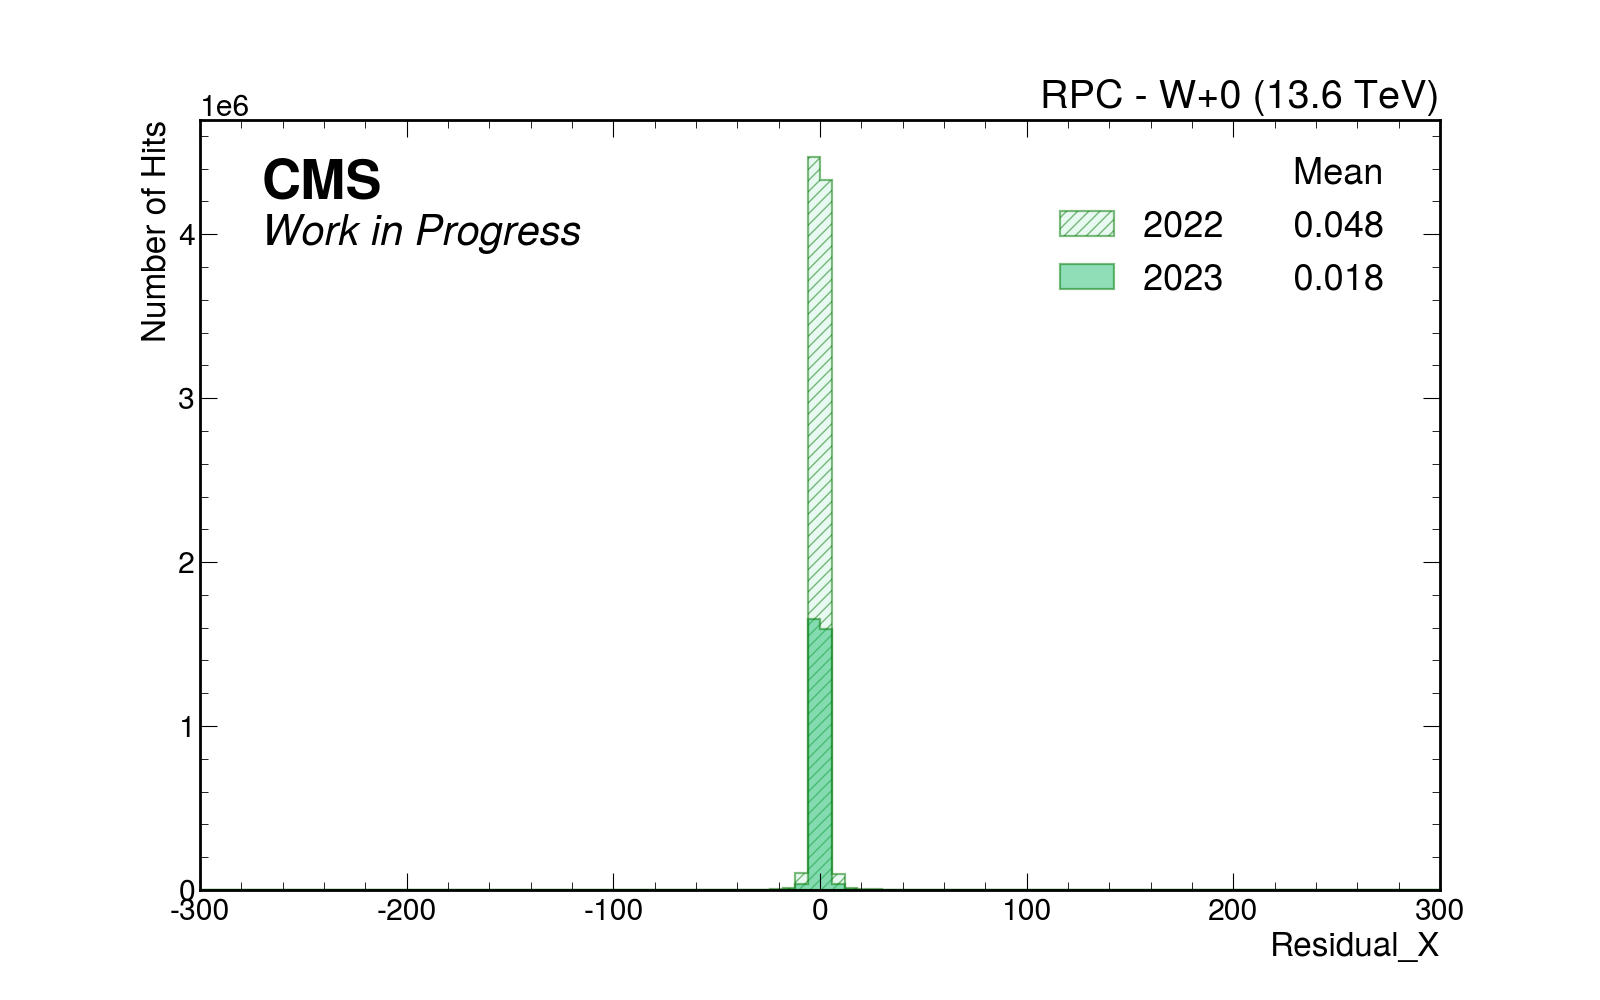 RPC - W+0 (13.6 TeV)
1e6
Number of Hits
CMS
Work in Progress
Mean
2022 0.048
2023 0.018
4
3
2
1
0
-300 -200 -100 0 100 200 300
Residual_X